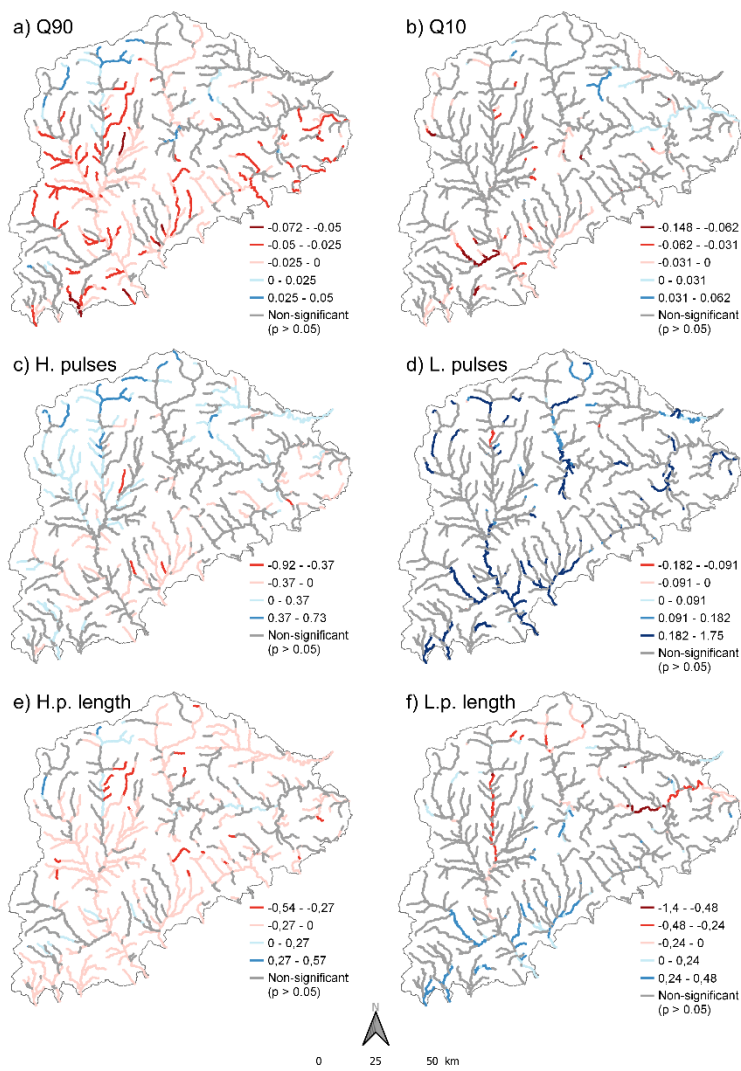 a) Q90
b) Q10
-0.072 - -0.05
-0.05 - -0.025
-0.025 - 0
0 - 0.025
0.025 - 0.05
Non-significant
(p > 0.05)
-0.148 - -0.062
-0.062 - -0.031
-0.031 - 0
0 - 0.031
0.031 - 0.062
Non-significant
(p > 0.05)
c) H. pulses
d) L. pulses
-0.92 - -0.37
-0.37 - 0
0 - 0.37
0.37 - 0.73
Non-significant
(p > 0.05)
-0.182 - -0.091
-0.091 - 0
0 - 0.091
0.091 - 0.182
0.182 - 1.75
Non-significant
(p > 0.05)
e) H.p. length
f) L.p. length
-0,54 - -0,27
-0,27 - 0
0 - 0,27
0,27 - 0,57
Non-significant
(p > 0.05)
-1,4 - -0,48
-0,48 - -0,24
-0,24 - 0
0 - 0,24
0,24 - 0,48
Non-significant
(p > 0.05)
N
0 25 50 km